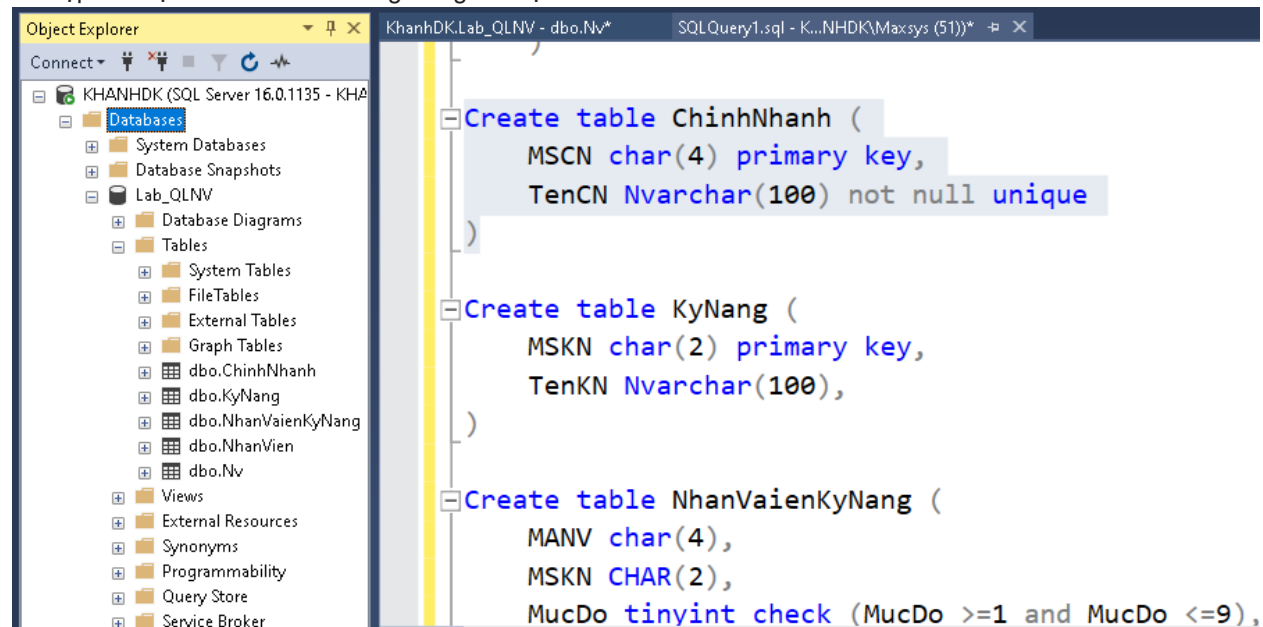 Object Explorer
Connect
KHANHDK (SQL Server 16.0.1135 - KHA
Databases
System Databases
Database Snapshots
Lab_QLNV
Database Diagrams
Tables
System Tables
FileTables
External Tables
Graph Tables
dbo.ChinhNhanh
dbo.KyNang
dbo.NhanVaienKyNang
dbo.NhanVien
dbo.Nv
Views
External Resources
Synonyms
Programmability
Query Store
Service Broker
KhanhDK.Lab_QLNV - dbo.Nv*
SQLQuery1.sql - K...NHDK\Maxsys (51))*
)
Create table ChinhNhanh (
MSCN char(4) primary key,
TenCN Nvarchar(100) not null unique
)
Create table KyNang (
MSKN char(2) primary key,
TenKN Nvarchar(100),
)
Create table NhanVaienKyNang (
MANV char(4),
MSKN CHAR(2),
MucDo tinyint check (MucDo >=1 and MucDo <=9),